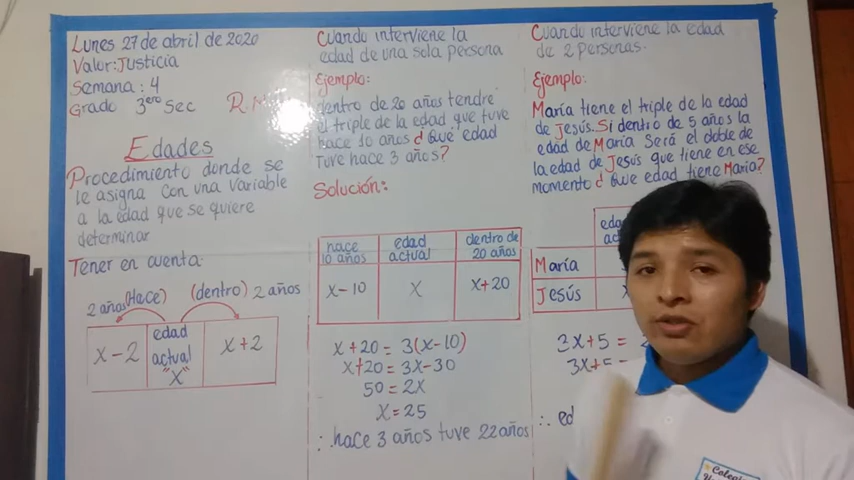 Lunes 27 de abril de 2020
Valor: Justicia
Semana: 4
Grado 3ero Sec
R.M
Edades
Procedimiento donde se
le asigna con una variable
a la edad que se quiere
determinar
Tener en cuenta:
2 años (Hace) (dentro) 2 años
x-2
edad
actual
"x"
x+2
Cuando interviene la
edad de una sola persona
Ejemplo:
dentro de 20 años tendré
el triple de la edad que tuve
hace 10 años ¿ Qué edad
tuve hace 3 años?
Solución:
hace
10 años
edad
actual
dentro de
20 años
x-10
x
x+20
x+20 = 3(x-10)
x+20 = 3x-30
50 = 2x
x = 25
∴ hace 3 años tuve 22 años
Cuando interviene la edad
de 2 personas.
Ejemplo:
María tiene el triple de la edad
de Jesús. Si dentro de 5 años la
edad de María será el doble de
la edad de Jesús que tiene en ese
momento ¿ Que edad tiene María?
María
Jesús
3x+5 =
∴ ed